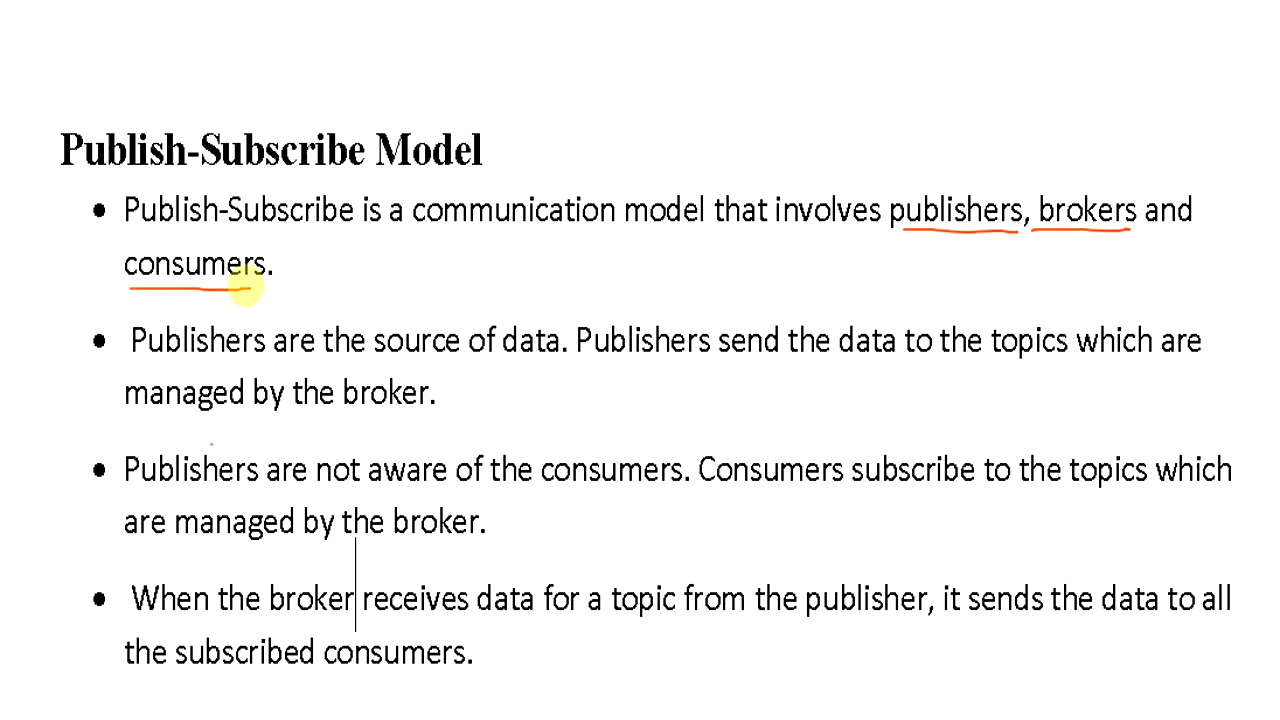 Publish-Subscribe Model
• Publish-Subscribe is a communication model that involves publishers, brokers and
consumers.
• Publishers are the source of data. Publishers send the data to the topics which are
managed by the broker.
• Publishers are not aware of the consumers. Consumers subscribe to the topics which
are managed by the broker.
• When the broker receives data for a topic from the publisher, it sends the data to all
the subscribed consumers.